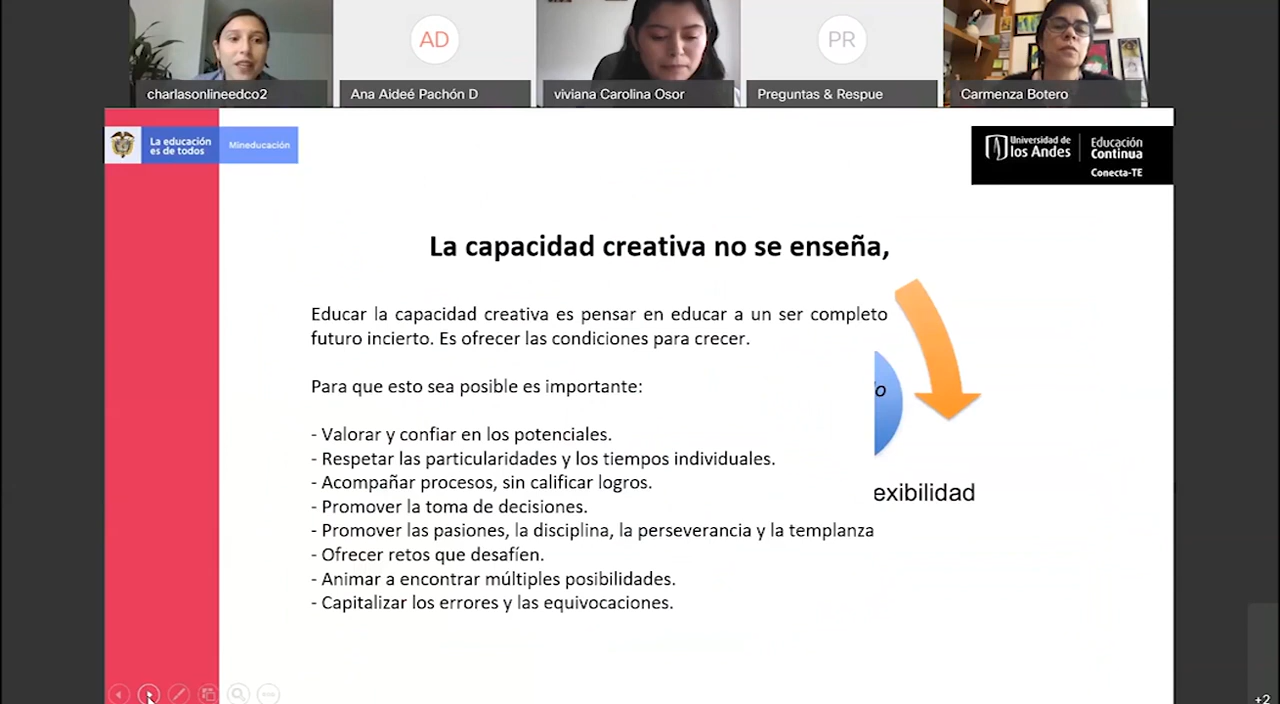 AD
PR
charlasonlineedco2
Ana Aideé Pachón D
viviana Carolina Osor
Preguntas & Respue
Carmenza Botero
La educación
es de todos
Mineducación
Universidad de
los Andes
Educación
Continua
Conecta-TE
La capacidad creativa no se enseña,
Educar la capacidad creativa es pensar en educar a un ser completo
futuro incierto. Es ofrecer las condiciones para crecer.
Para que esto sea posible es importante:
- Valorar y confiar en los potenciales.
- Respetar las particularidades y los tiempos individuales.
- Acompañar procesos, sin calificar logros.
- Promover la toma de decisiones.
- Promover las pasiones, la disciplina, la perseverancia y la templanza
- Ofrecer retos que desafíen.
- Animar a encontrar múltiples posibilidades.
- Capitalizar los errores y las equivocaciones.
o
exibilidad
+2